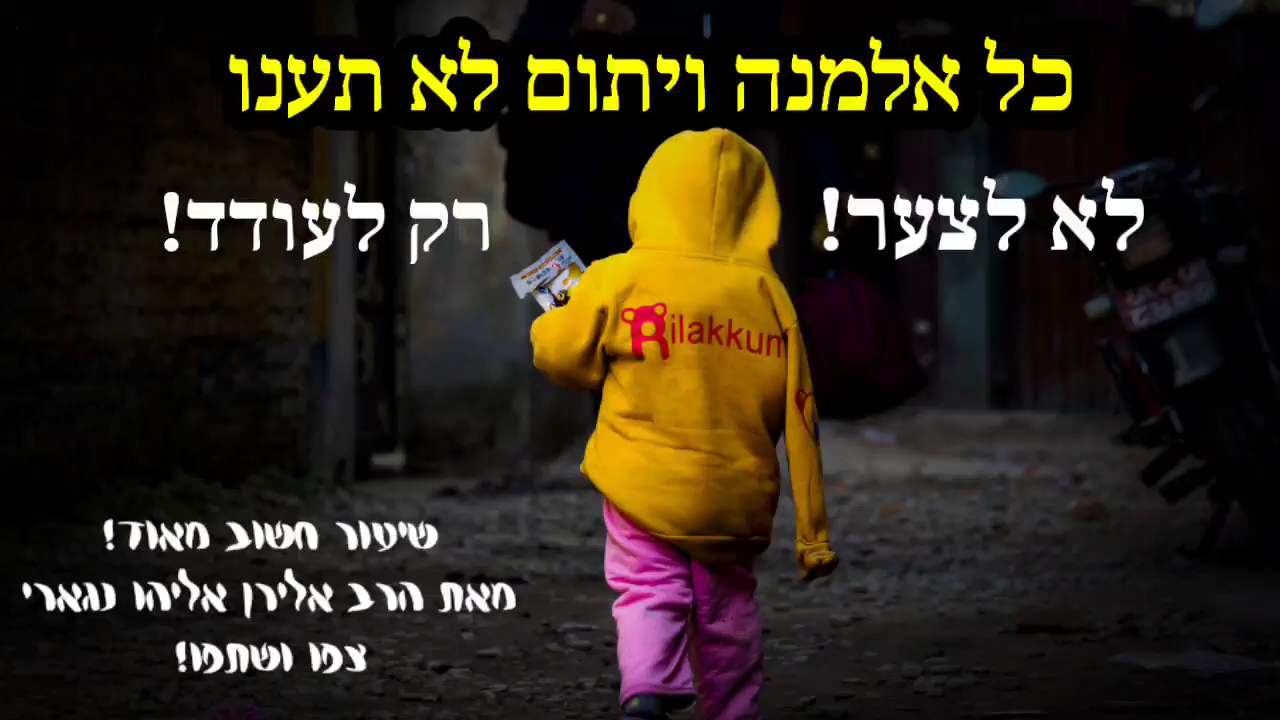 כל אלמנה ויתום לא תענו
לא לצער!
רק לעודד!
Rilakkum
שיעור חשוב מאוד!
מאת הרב אלירן אליהו נגארי
צפו ושתפו!